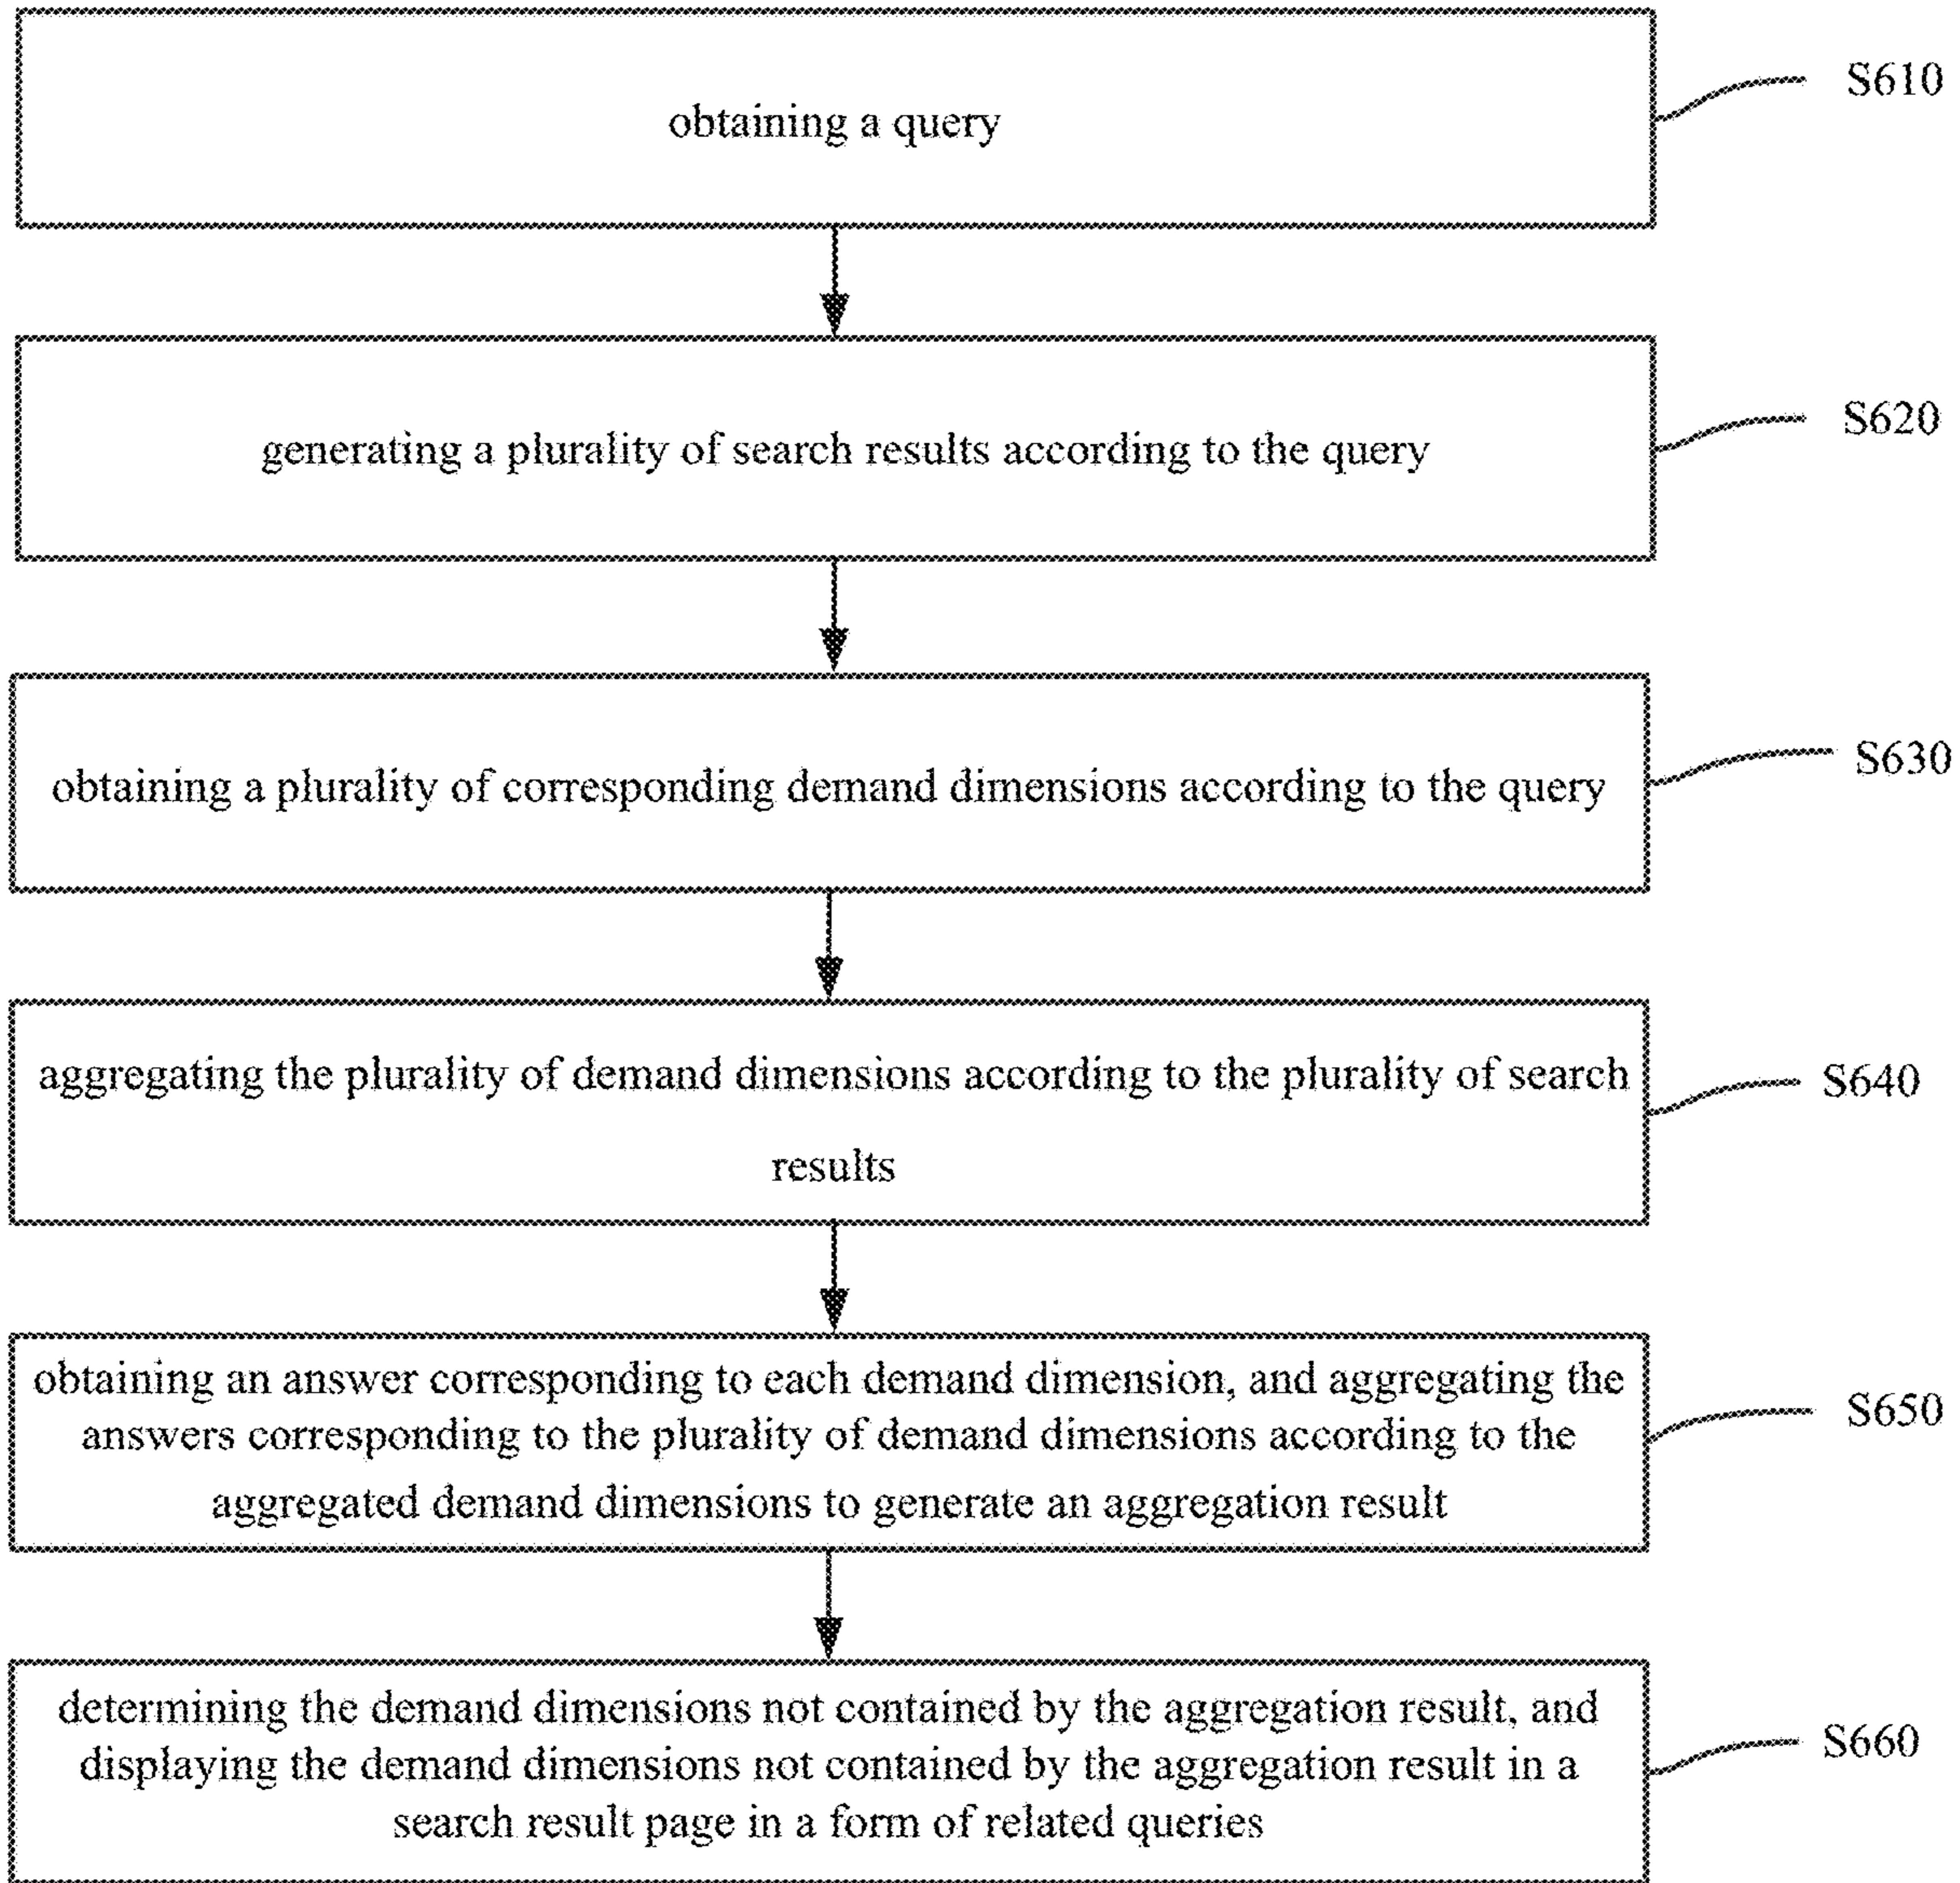 obtaining a query
S610
generating a plurality of search results according to the query
S620
obtaining a plurality of corresponding demand dimensions according to the query
S630
aggregating the plurality of demand dimensions according to the plurality of search
results
S640
obtaining an answer corresponding to each demand dimension, and aggregating the
answers corresponding to the plurality of demand dimensions according to the
aggregated demand dimensions to generate an aggregation result
S650
determining the demand dimensions not contained by the aggregation result, and
displaying the demand dimensions not contained by the aggregation result in a
search result page in a form of related queries
S660